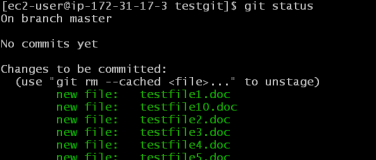 [ec2-user@ip-172-31-17-3 testgit]$ git status
On branch master

No commits yet

Changes to be committed:
  (use "git rm --cached <file>..." to unstage)
        new file:   testfile1.doc
        new file:   testfile10.doc
        new file:   testfile2.doc
        new file:   testfile3.doc
        new file:   testfile4.doc
        new file:   testfile5.doc